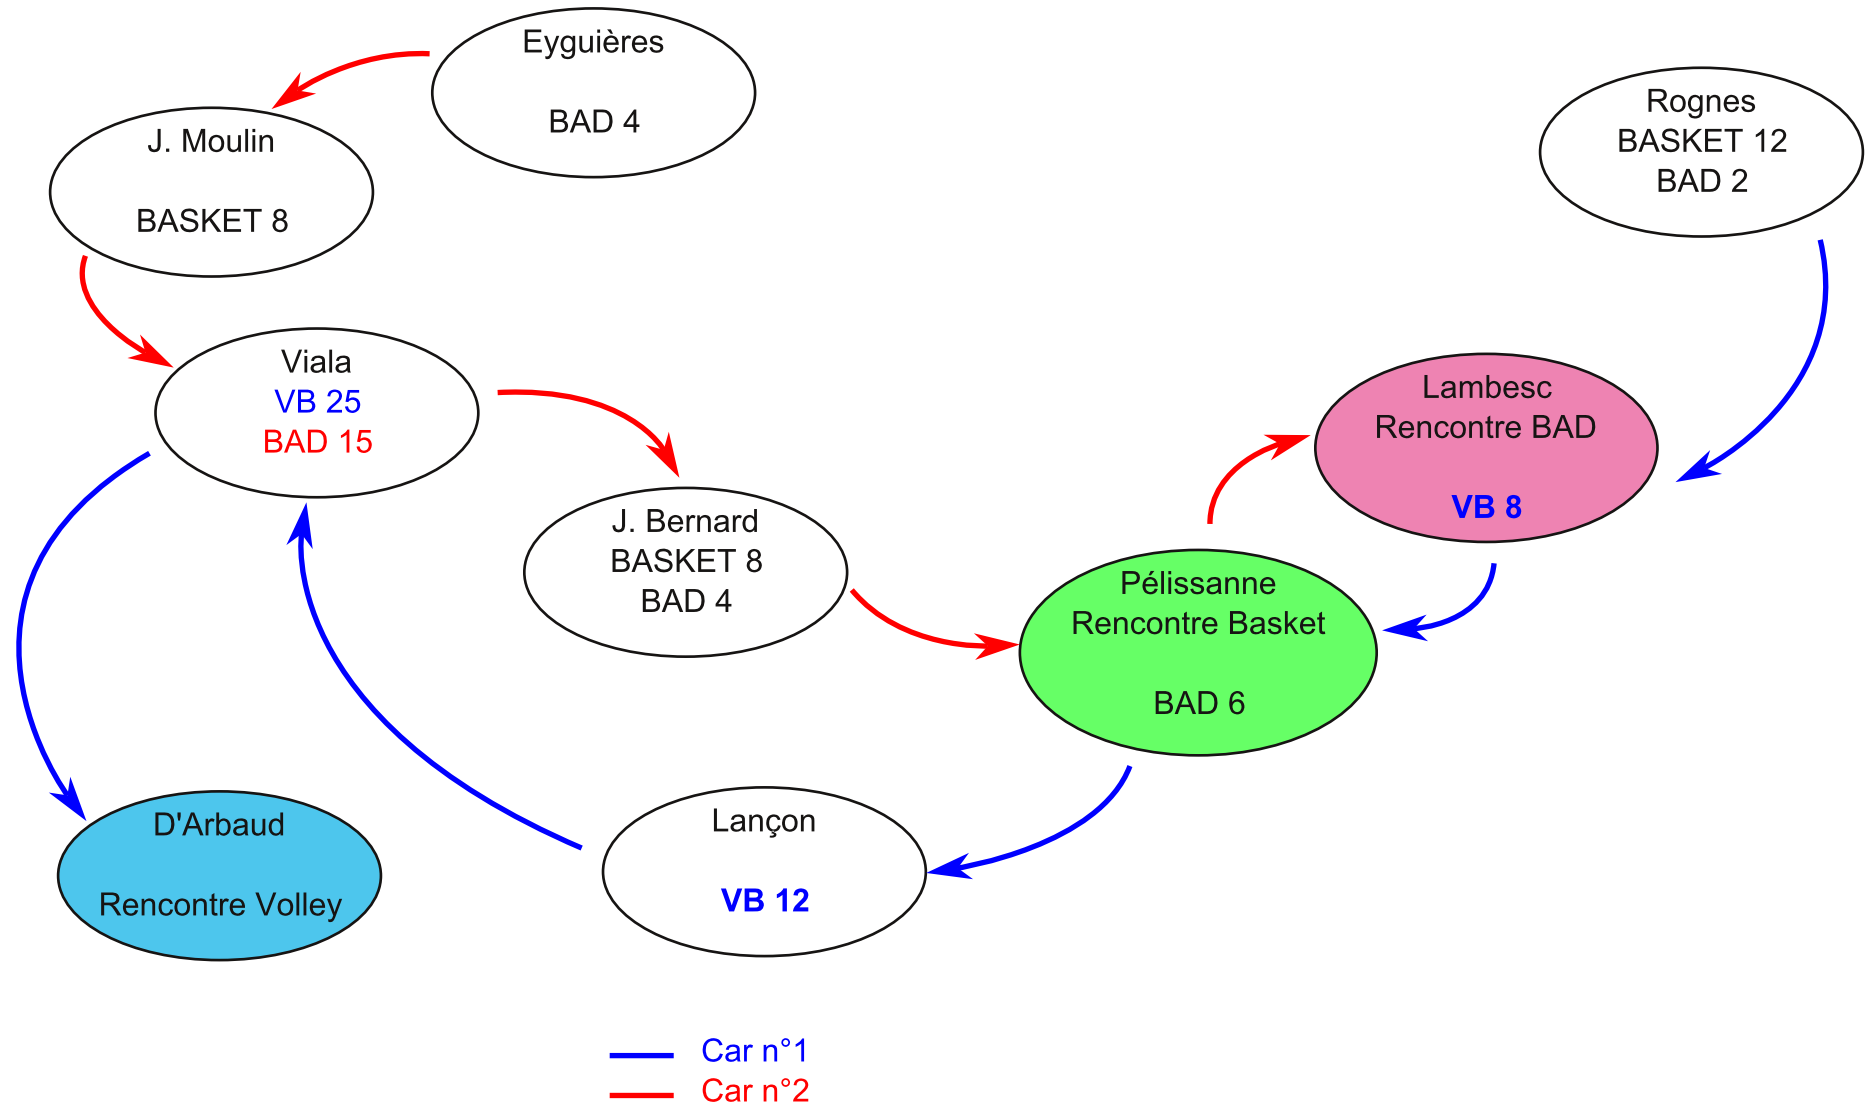 Eyguières
BAD 4
J. Moulin
BASKET 8
Rognes
BASKET 12
BAD 2
Viala
VB 25
BAD 15
Lambesc
Rencontre BAD
VB 8
J. Bernard
BASKET 8
BAD 4
Pélissanne
Rencontre Basket
BAD 6
D'Arbaud
Rencontre Volley
Lançon
VB 12
Car n°1
Car n°2